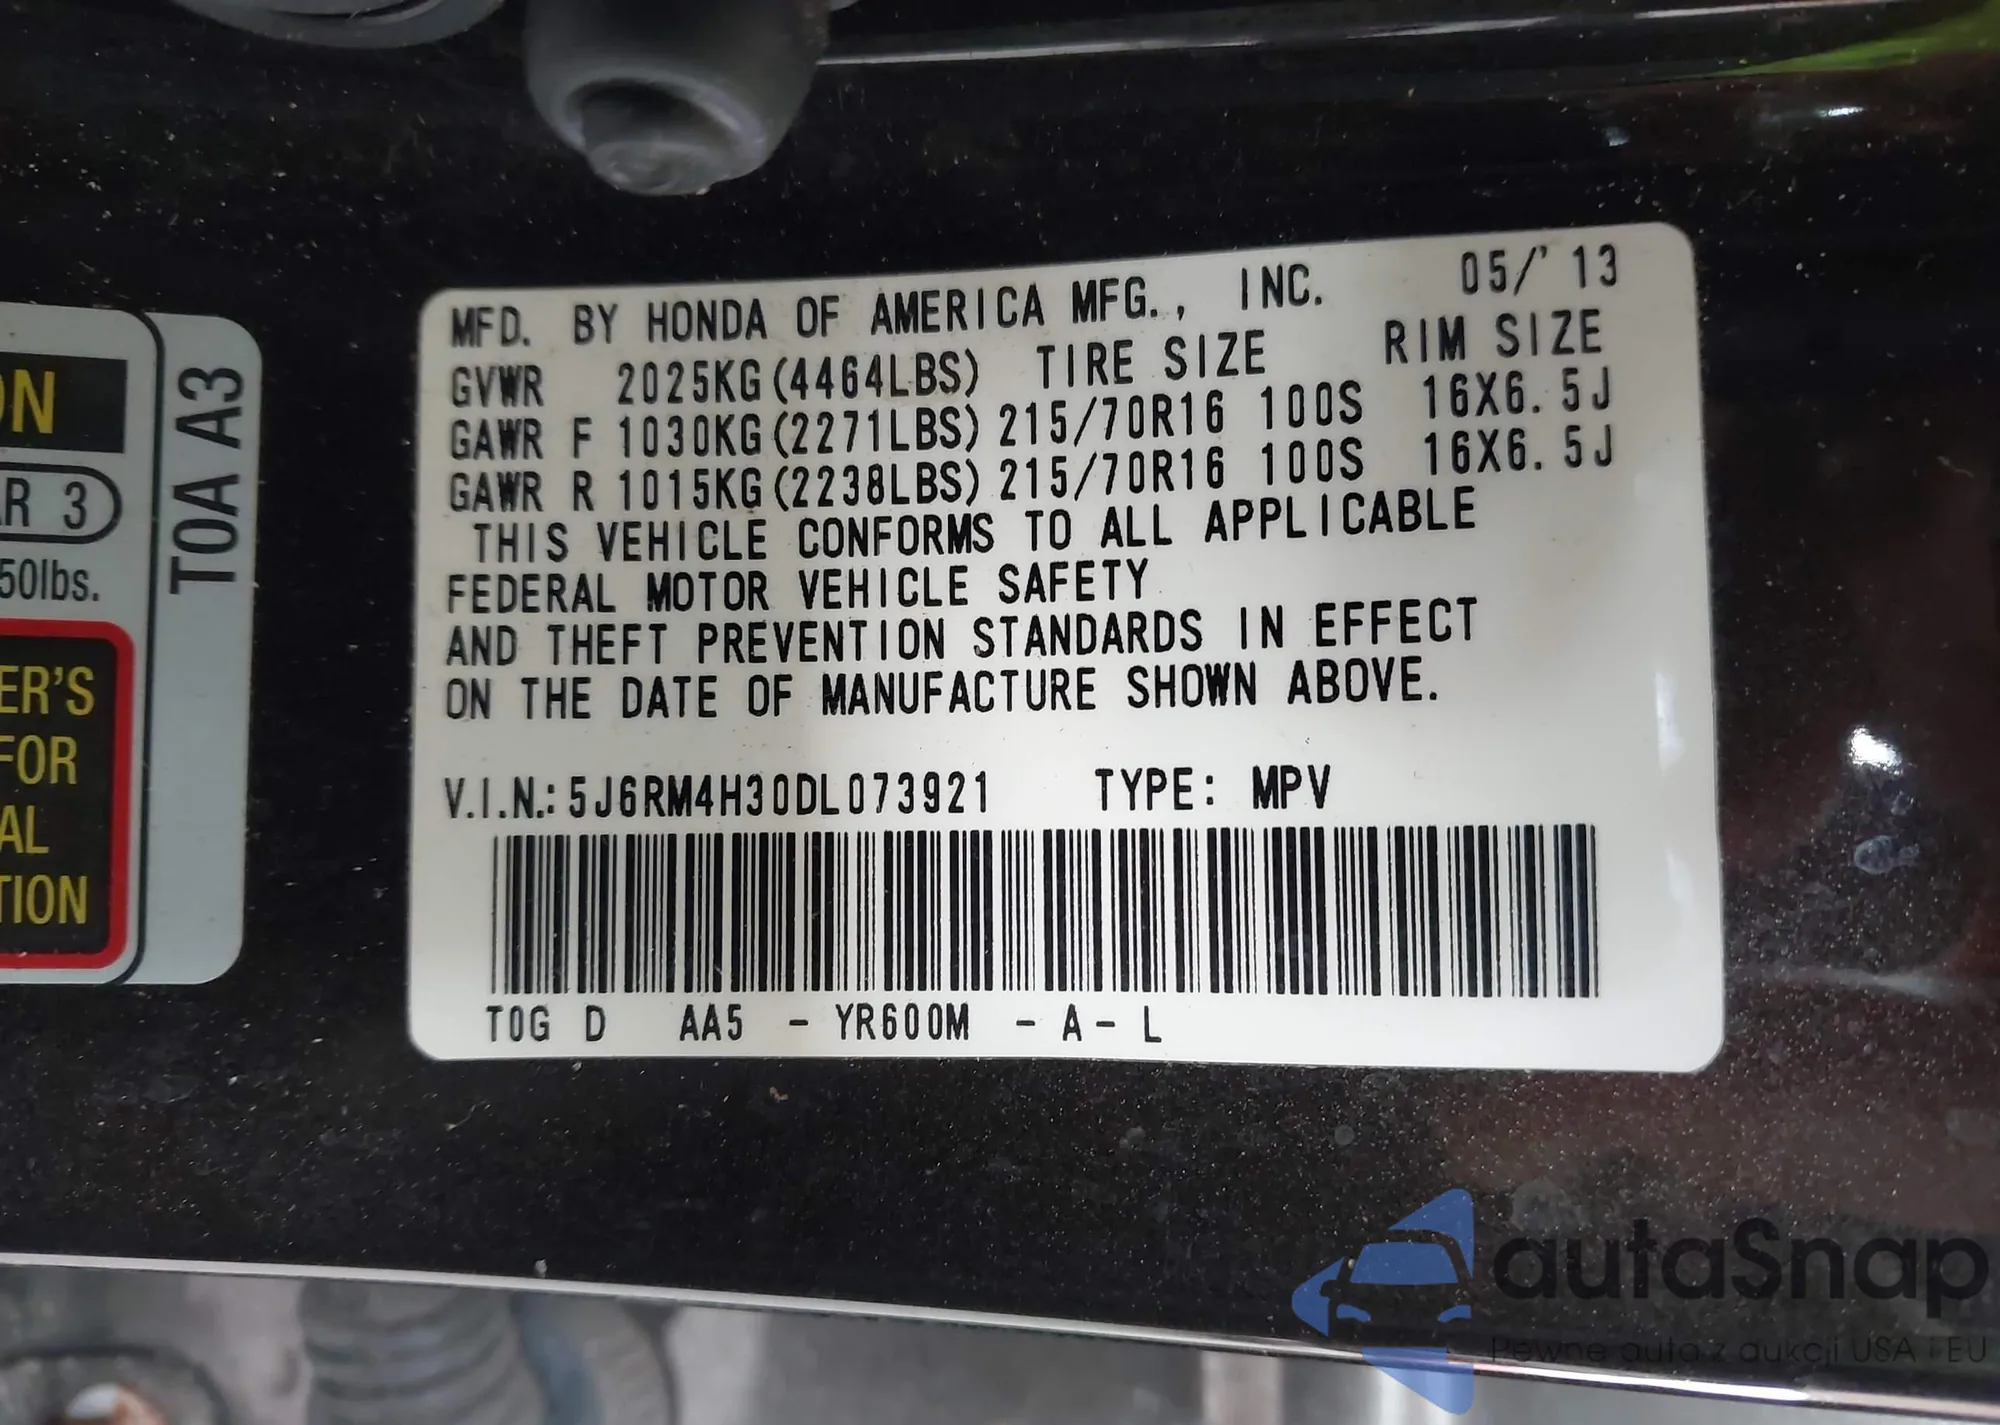 MFD. BY HONDA OF AMERICA MFG., INC. 05/'13
GVWR 2025KG(4464LBS) TIRE SIZE RIM SIZE
GAWR F 1030KG(2271LBS) 215/70R16 100S 16X6.5J
GAWR R 1015KG(2238LBS) 215/70R16 100S 16X6.5J
THIS VEHICLE CONFORMS TO ALL APPLICABLE
FEDERAL MOTOR VEHICLE SAFETY
AND THEFT PREVENTION STANDARDS IN EFFECT
ON THE DATE OF MANUFACTURE SHOWN ABOVE.
V.I.N.: 5J6RM4H30DL073921 TYPE: MPV
T0G D AA5 - YR600M - A - L
ON
R 3
50lbs.
ER'S
FOR
AL
TION
T0A A3
autaSnap
Pewne auta z aukcji USA i EU